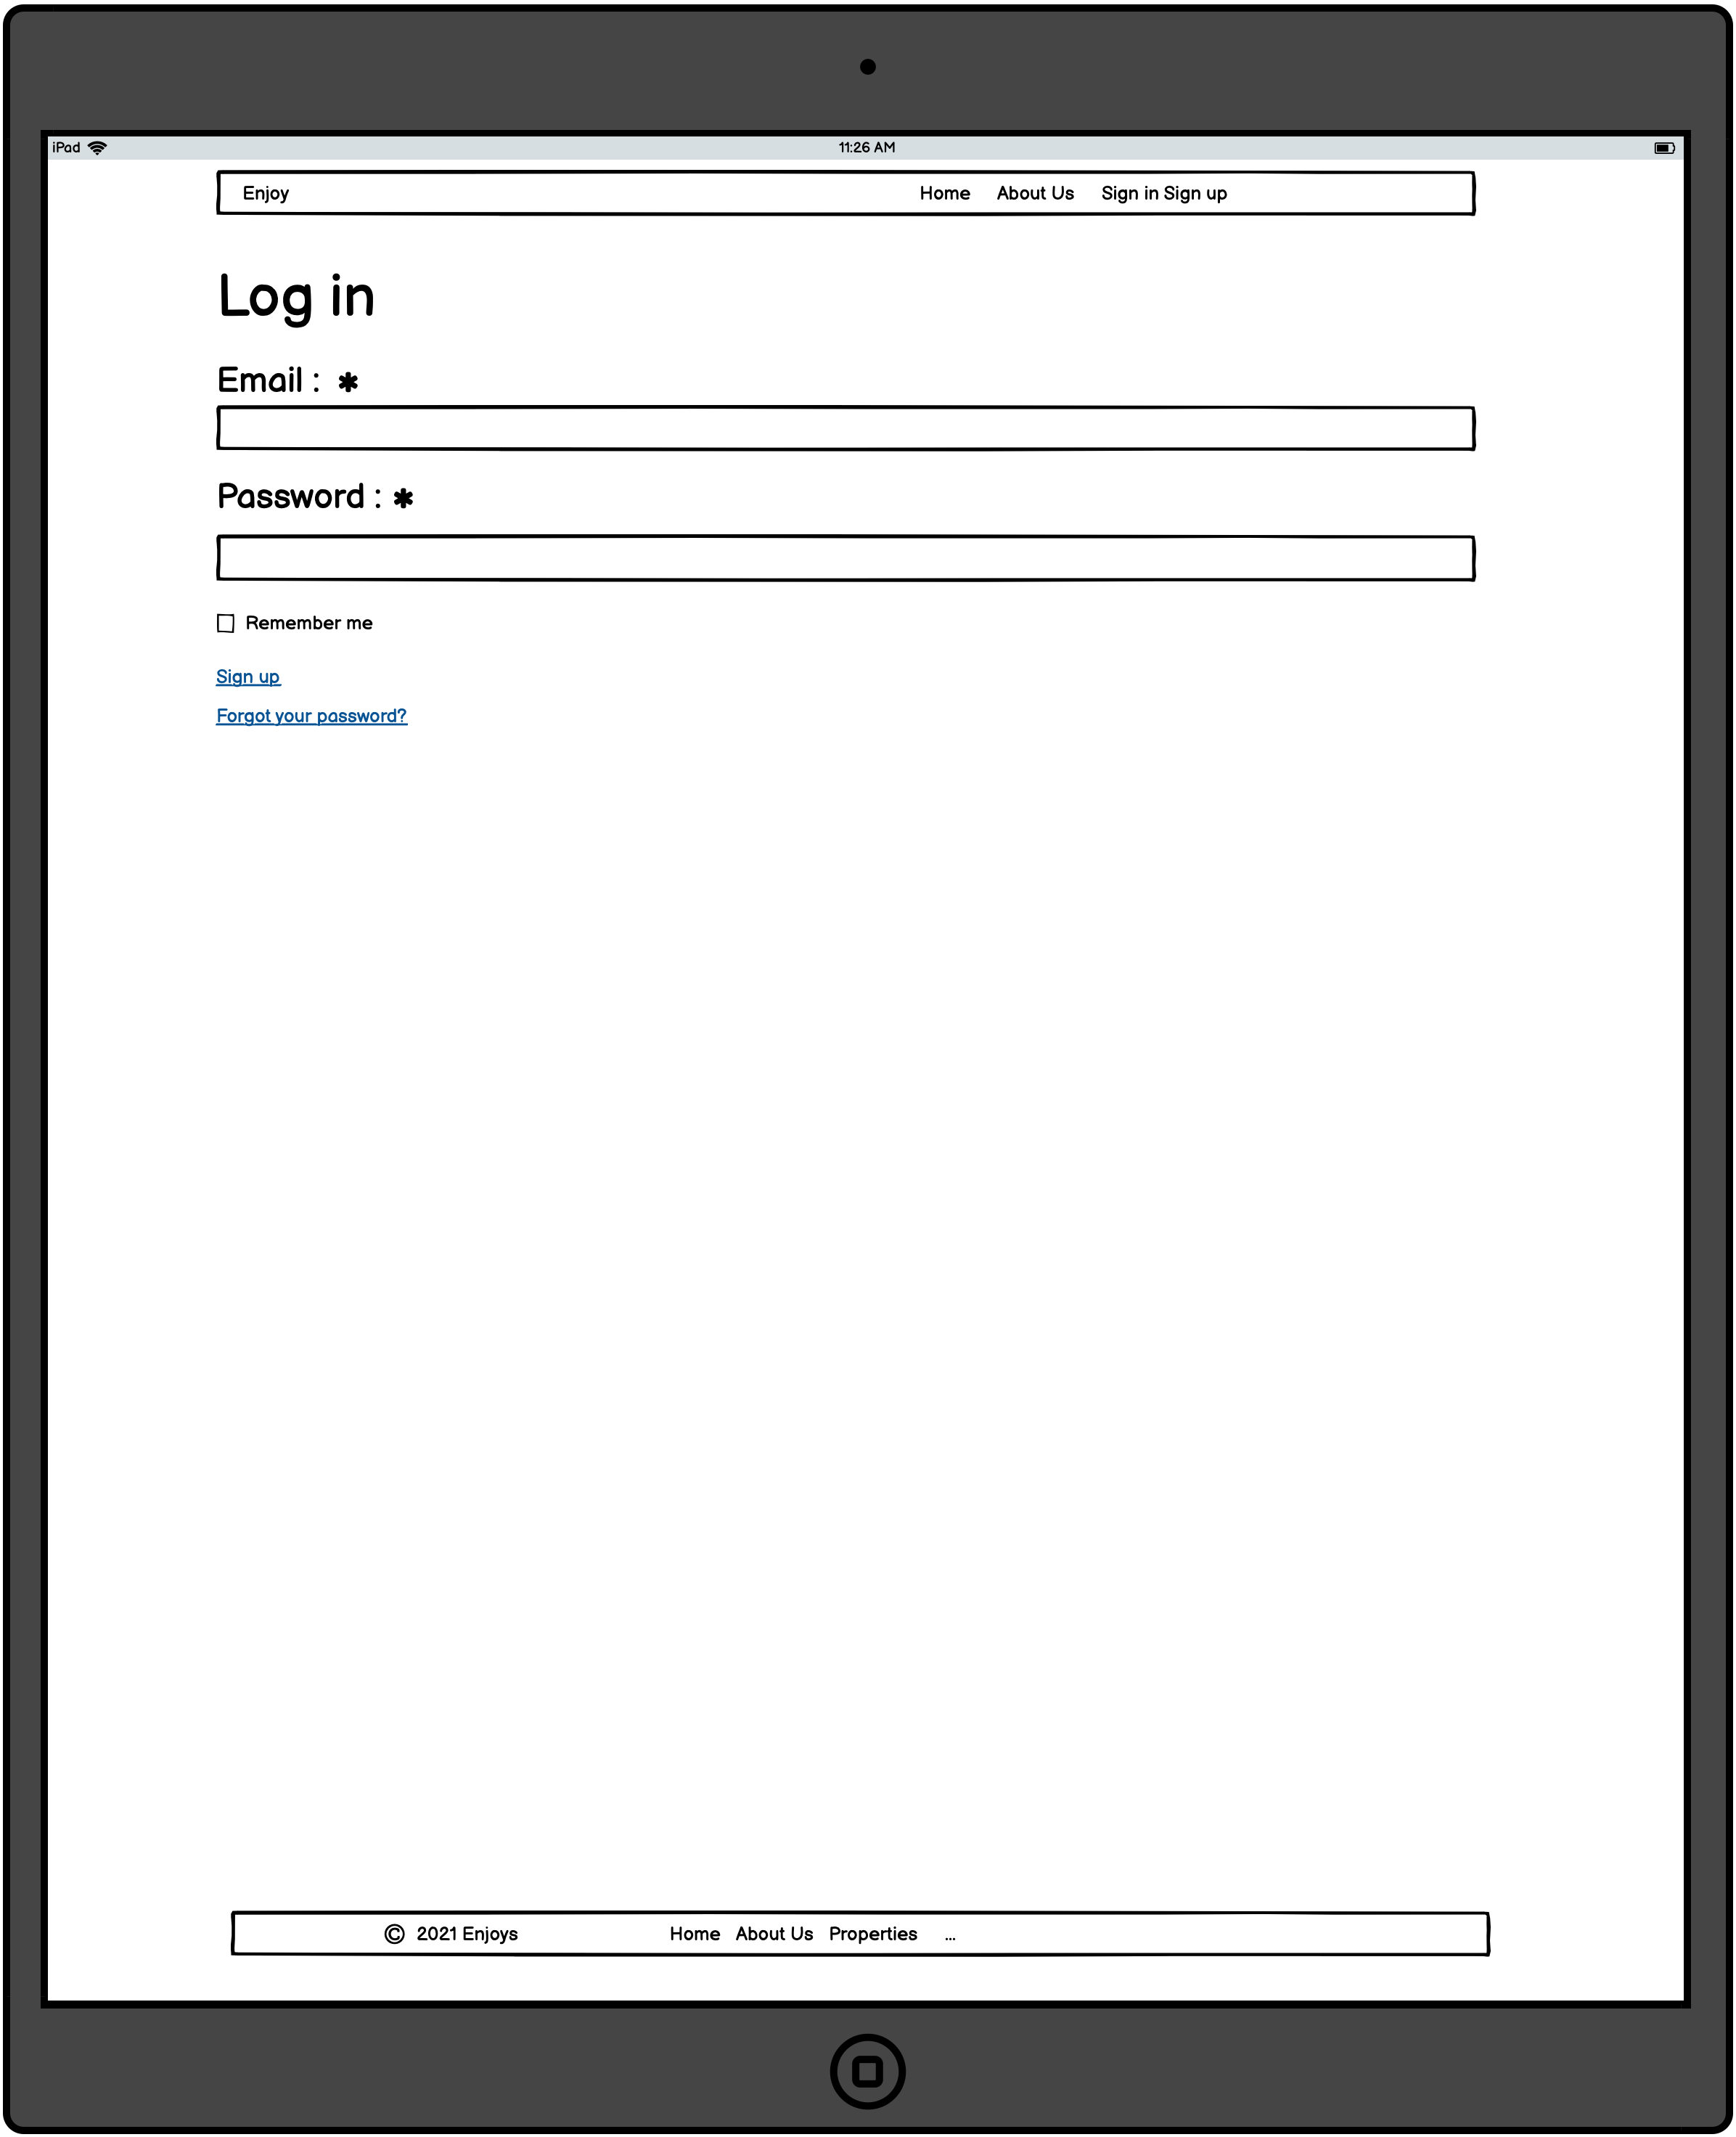 iPad 11:26 AM
Enjoy Home About Us Sign in Sign up
Log in
Email : *
Password : *
Remember me
Sign up
Forgot your password?
© 2021 Enjoys Home About Us Properties ...